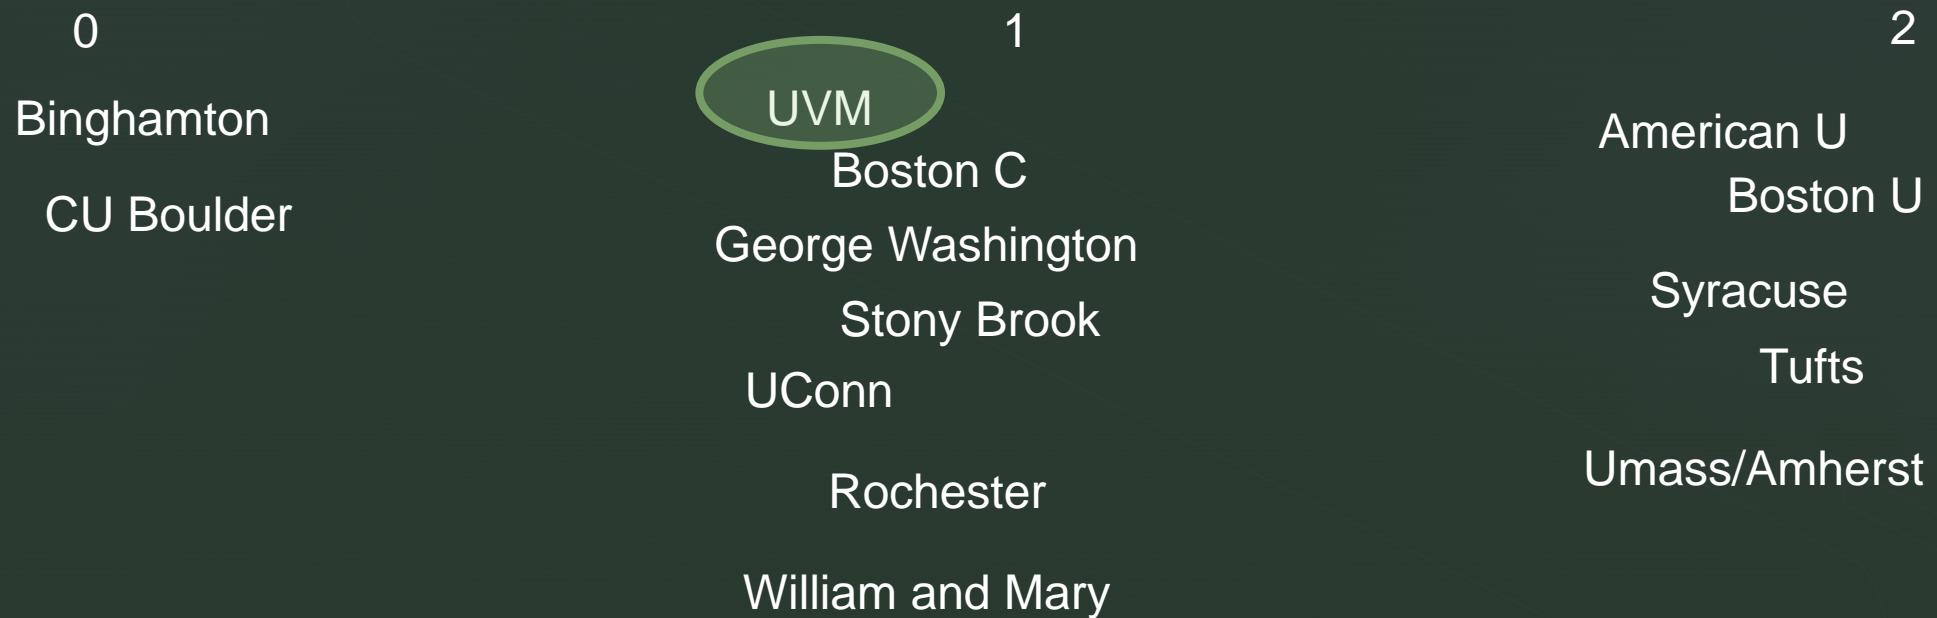 0
Binghamton
CU Boulder
1
UVM
Boston C
George Washington
Stony Brook
UConn
Rochester
William and Mary
2
American U
Boston U
Syracuse
Tufts
Umass/Amherst